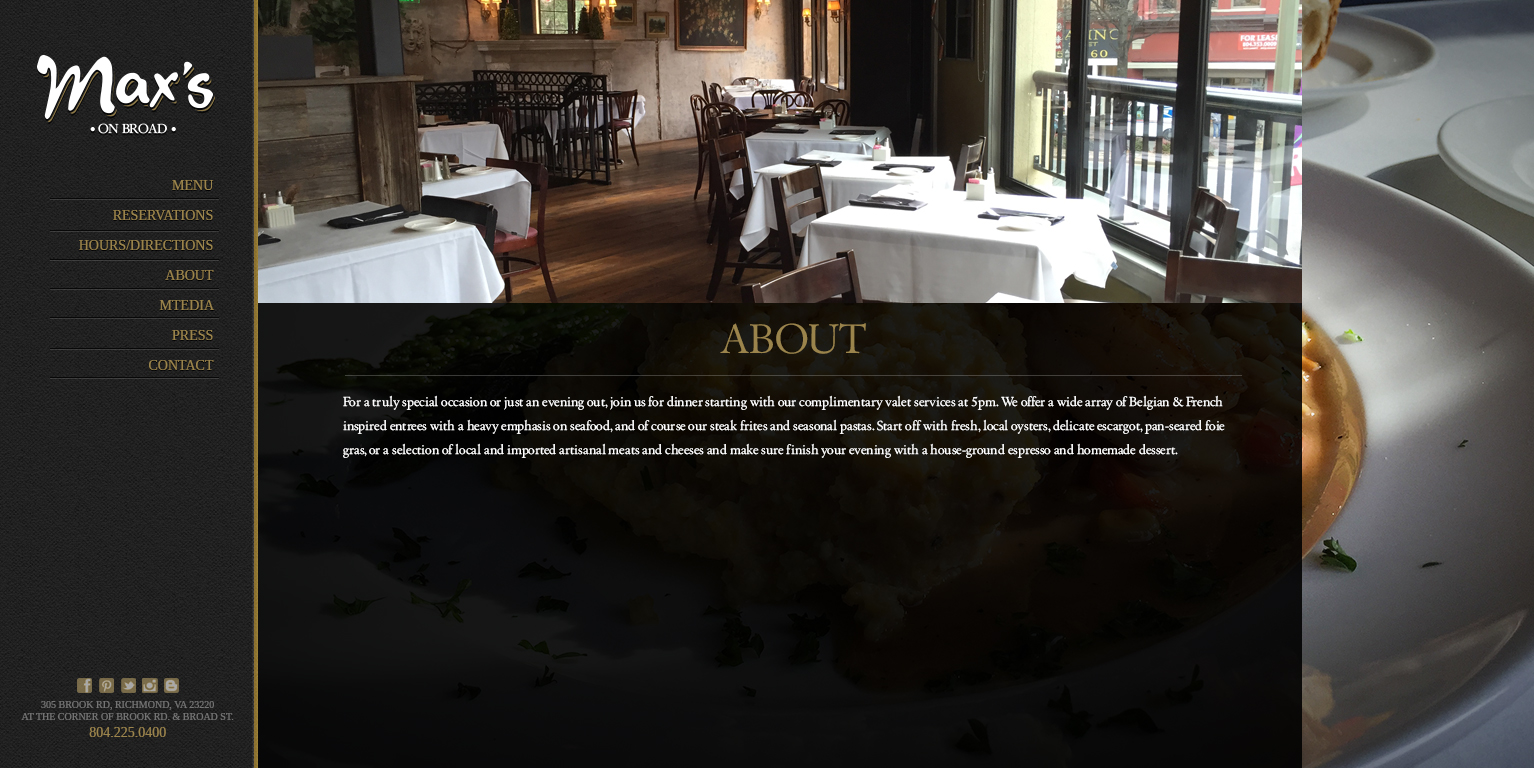 Max's
• ON BROAD •
MENU
RESERVATIONS
HOURS/DIRECTIONS
ABOUT
MTEDIA
PRESS
CONTACT
305 BROOK RD, RICHMOND, VA 23220
AT THE CORNER OF BROOK RD. & BROAD ST.
804.225.0400
FOR LEASE
60
ABOUT
For a truly special occasion or just an evening out, join us for dinner starting with our complimentary valet services at 5pm. We offer a wide array of Belgian & French
inspired entrees with a heavy emphasis on seafood, and of course our steak frites and seasonal pastas. Start off with fresh, local oysters, delicate escargot, pan-seared foie
gras, or a selection of local and imported artisanal meats and cheeses and make sure finish your evening with a house-ground espresso and homemade dessert.